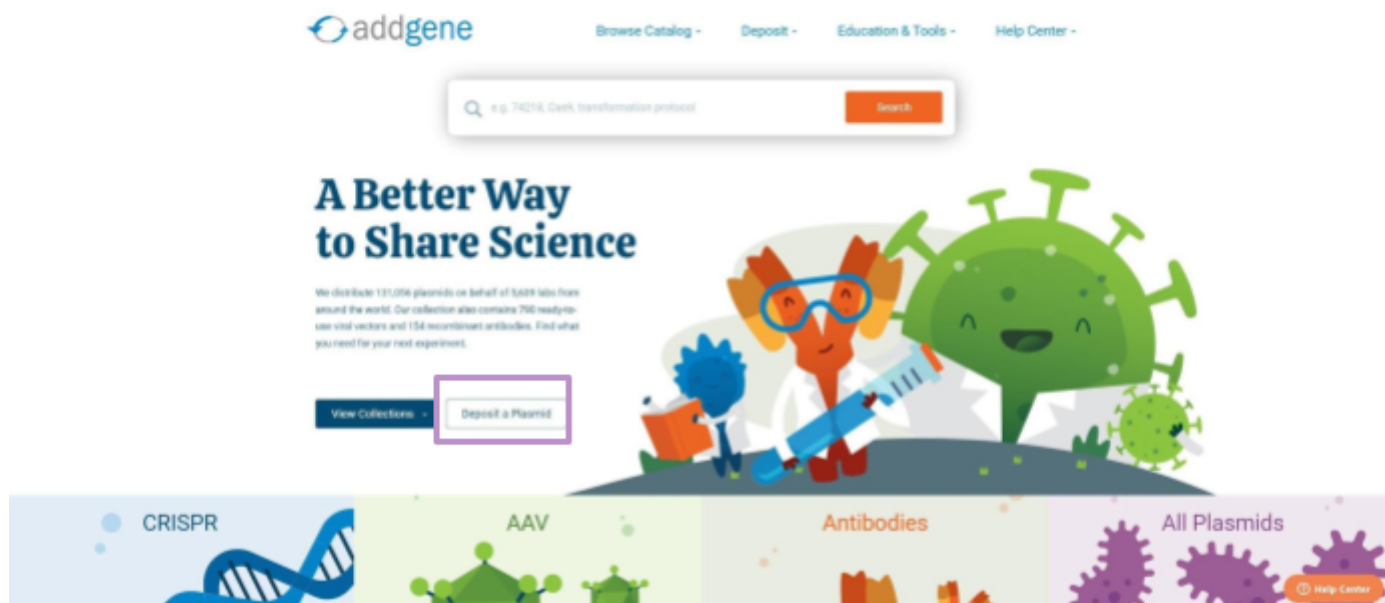 addgene
Browse Catalog -
Deposit -
Education & Tools -
Help Center -
e.g. 74218, Cas9, transformation protocol
Search
A Better Way
to Share Science
We distribute 131,056 plasmids on behalf of 5,609 labs from
around the world. Our collection also contains 790 ready-to-
use viral vectors and 154 recombinant antibodies. Find what
you need for your next experiment.
View Collections -
Deposit a Plasmid
CRISPR
AAV
Antibodies
All Plasmids
Help Center